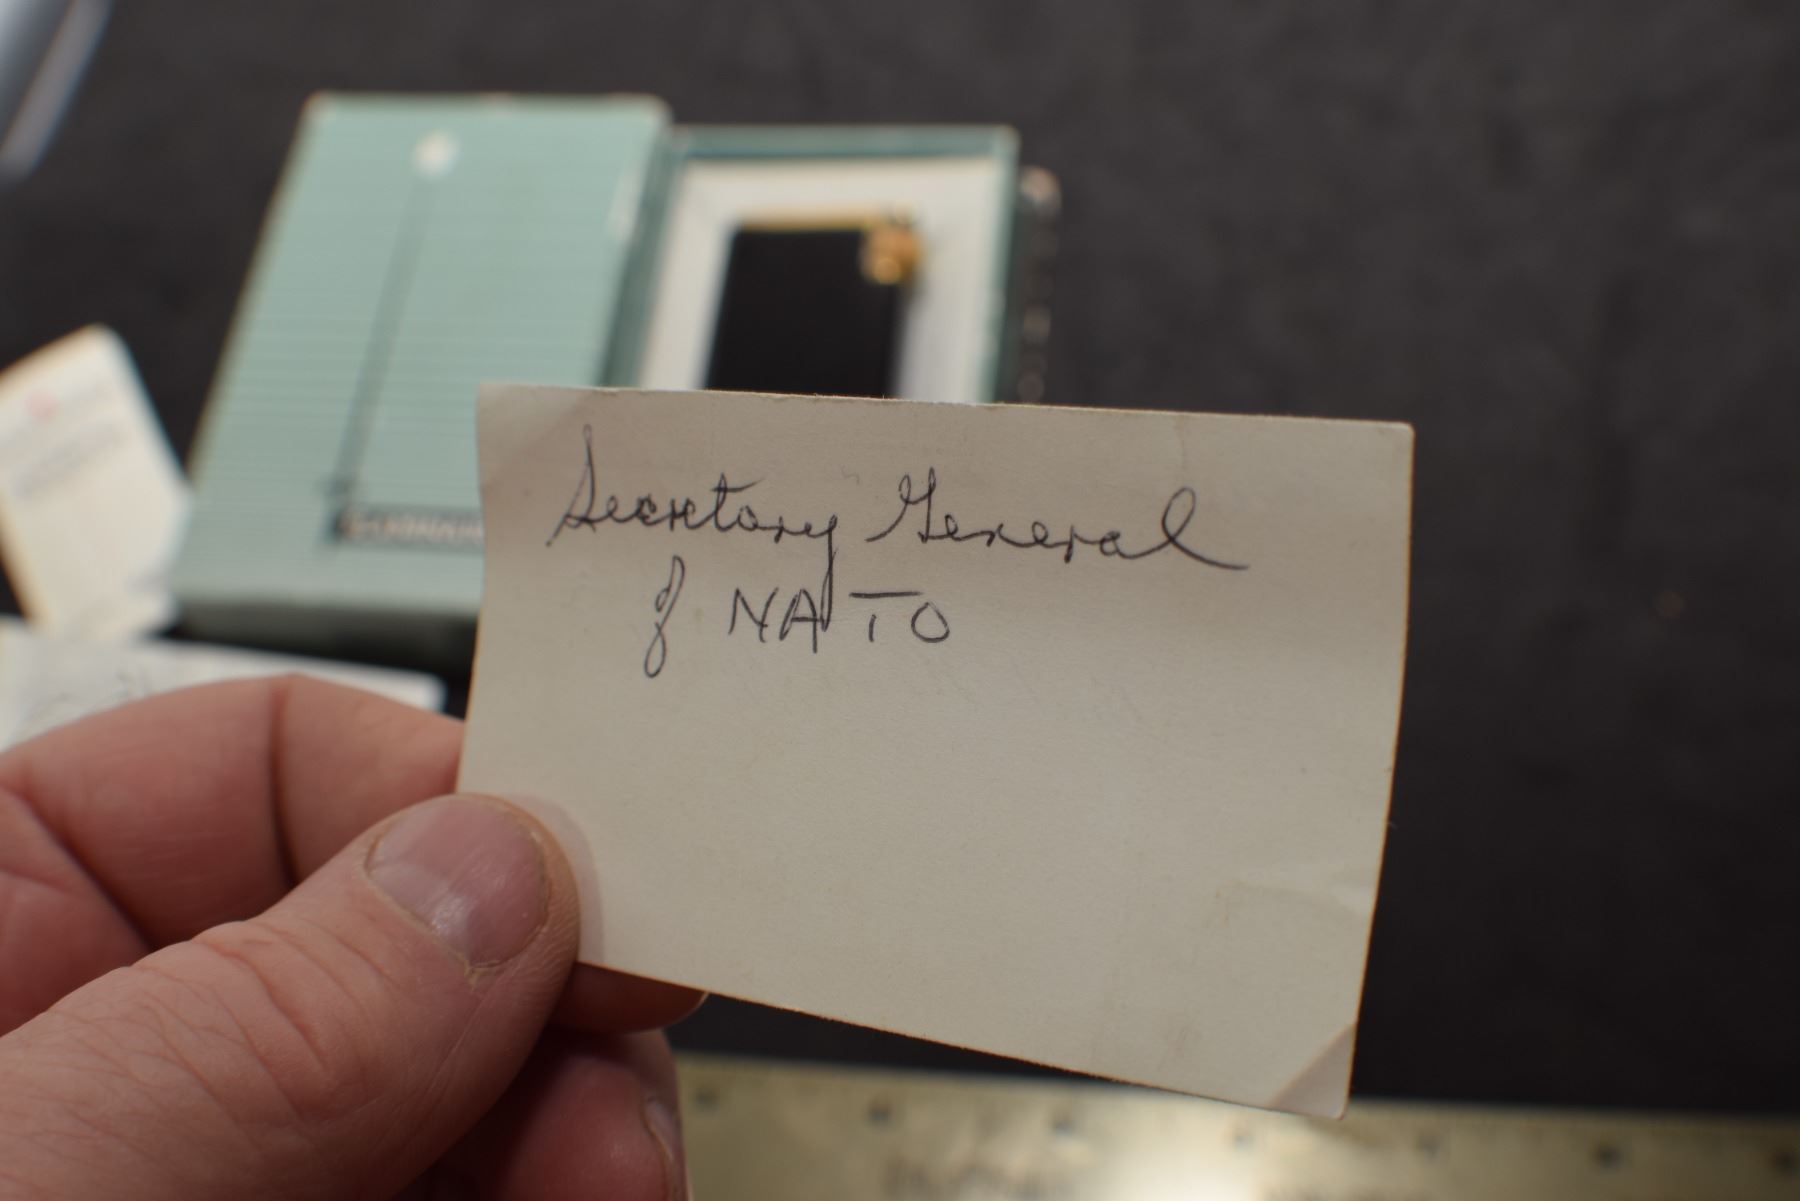 Secretary General
of NATO